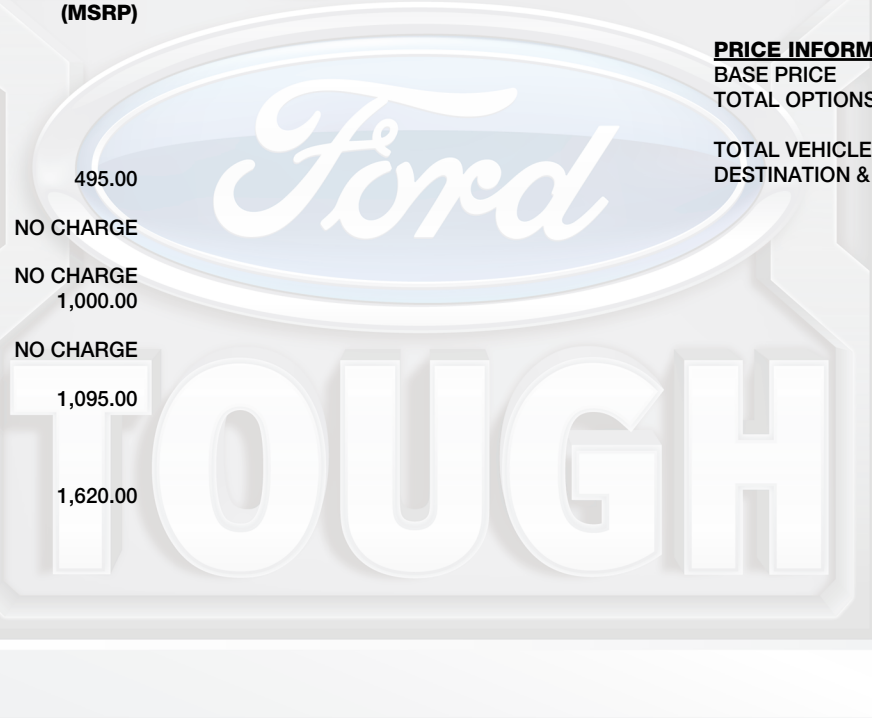 (MSRP)
495.00
NO CHARGE
NO CHARGE
1,000.00
NO CHARGE
1,095.00
1,620.00
PRICE INFORM
BASE PRICE
TOTAL OPTIONS
TOTAL VEHICLE
DESTINATION &
Ford
TOUGH